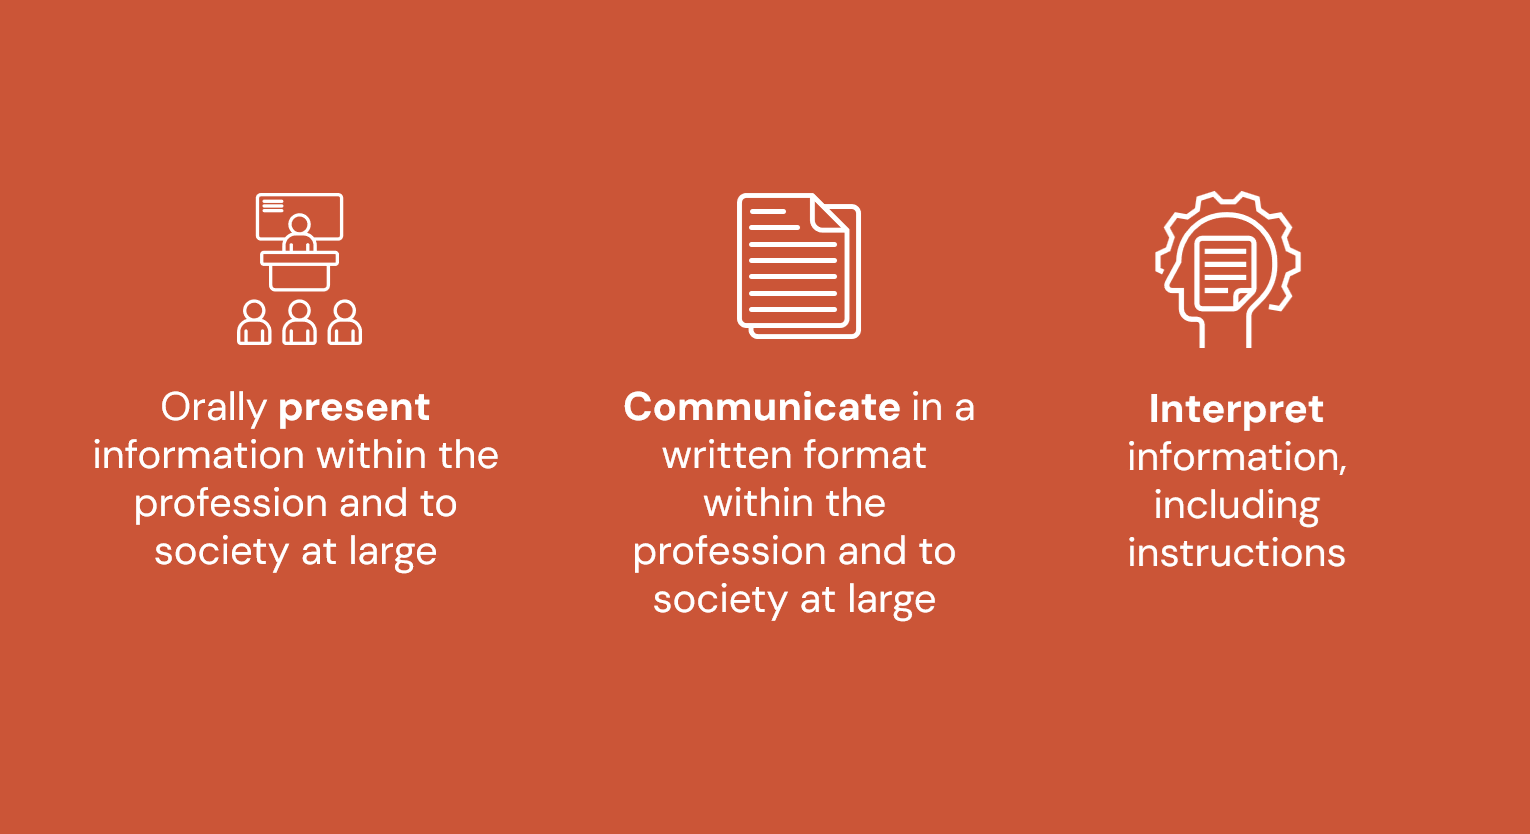 Orally present
information within the
profession and to
society at large
Communicate in a
written format
within the
profession and to
society at large
Interpret
information,
including
instructions